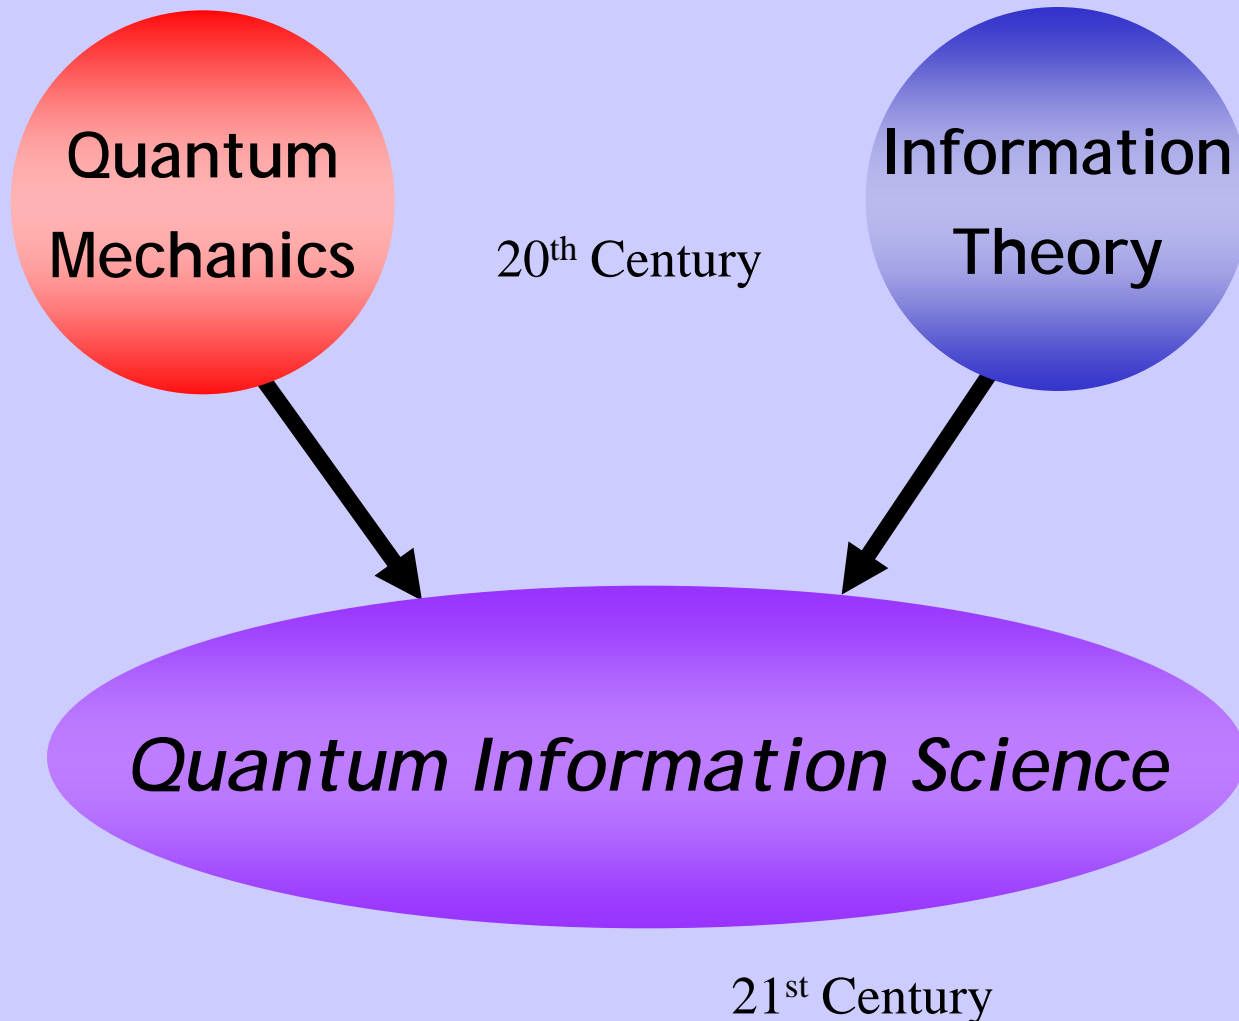 Quantum
Mechanics
Information
Theory
20th Century
Quantum Information Science
21st Century